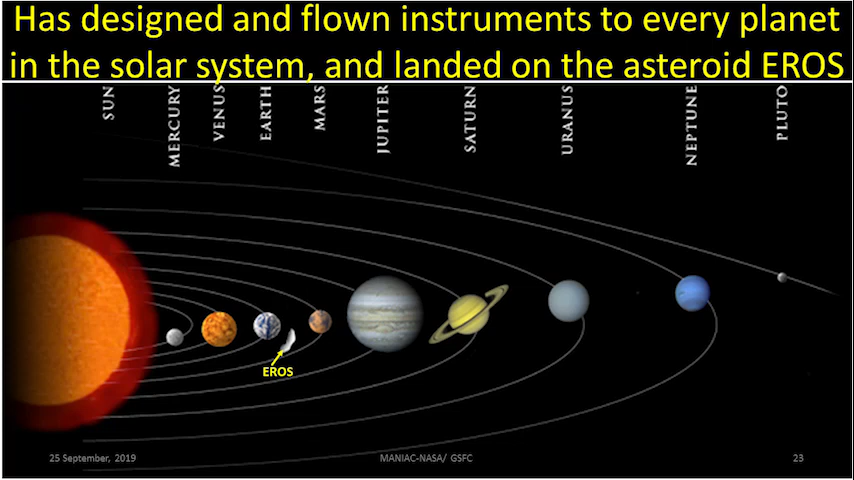 Has designed and flown instruments to every planet
in the solar system, and landed on the asteroid EROS
SUN
MERCURY
VENUS
EARTH
MARS
JUPITER
SATURN
URANUS
NEPTUNE
PLUTO
EROS
25 September, 2019
MANIAC-NASA/ GSFC
23